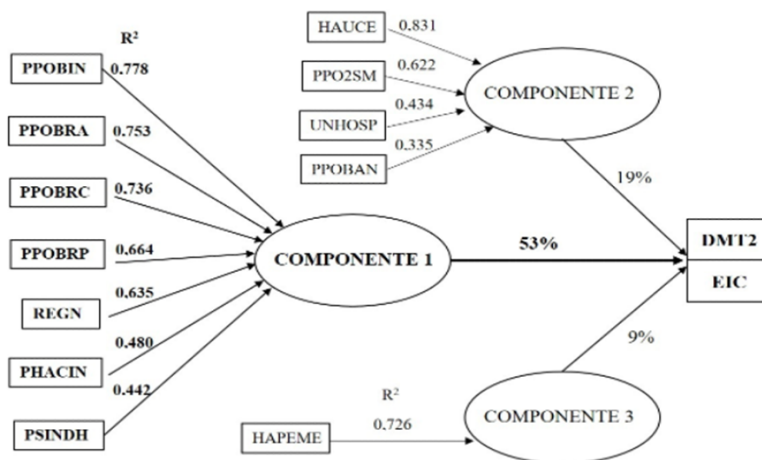 R²
PPOBIN 0.778
PPOBRA 0.753
PPOBRC 0.736
PPOBRP 0.664
REGN 0.635
PHACIN 0.480
PSINDH 0.442
COMPONENTE 1
53%
HAUCE 0.831
PPO2SM 0.622
UNHOSP 0.434
PPOBAN 0.335
COMPONENTE 2
19%
DMT2
EIC
R²
HAPEME 0.726
COMPONENTE 3
9%